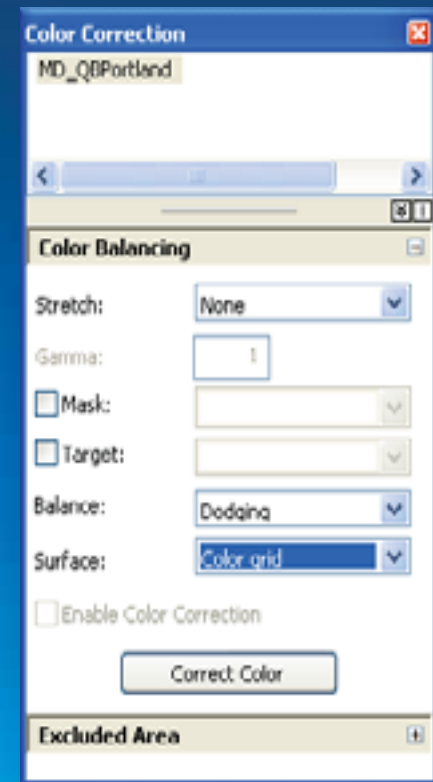 Color Correction
MD_QBPortland
Color Balancing
Stretch: None
Gamma: 1
Mask:
Target:
Balance: Dodging
Surface: Color grid
Enable Color Correction
Correct Color
Excluded Area